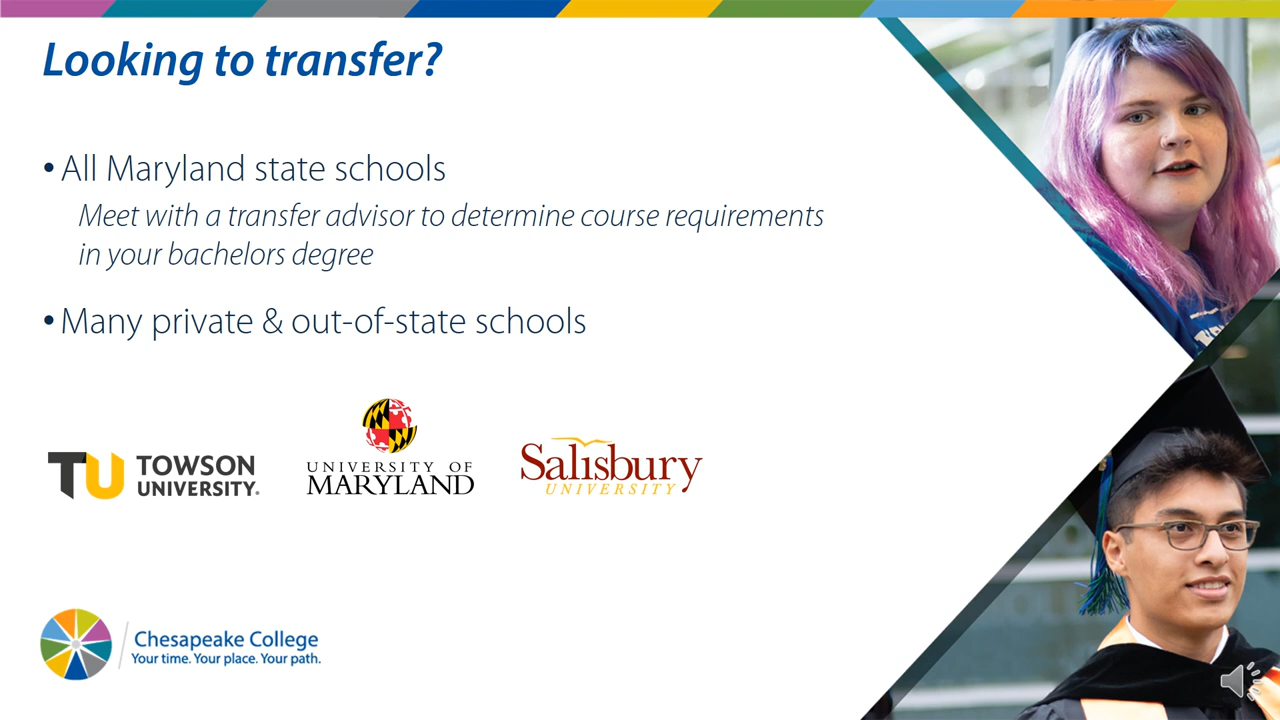 Looking to transfer?
• All Maryland state schools
Meet with a transfer advisor to determine course requirements
in your bachelors degree
• Many private & out-of-state schools
TU TOWSON
UNIVERSITY.
UNIVERSITY OF
MARYLAND
Salisbury
UNIVERSITY
Chesapeake College
Your time. Your place. Your path.